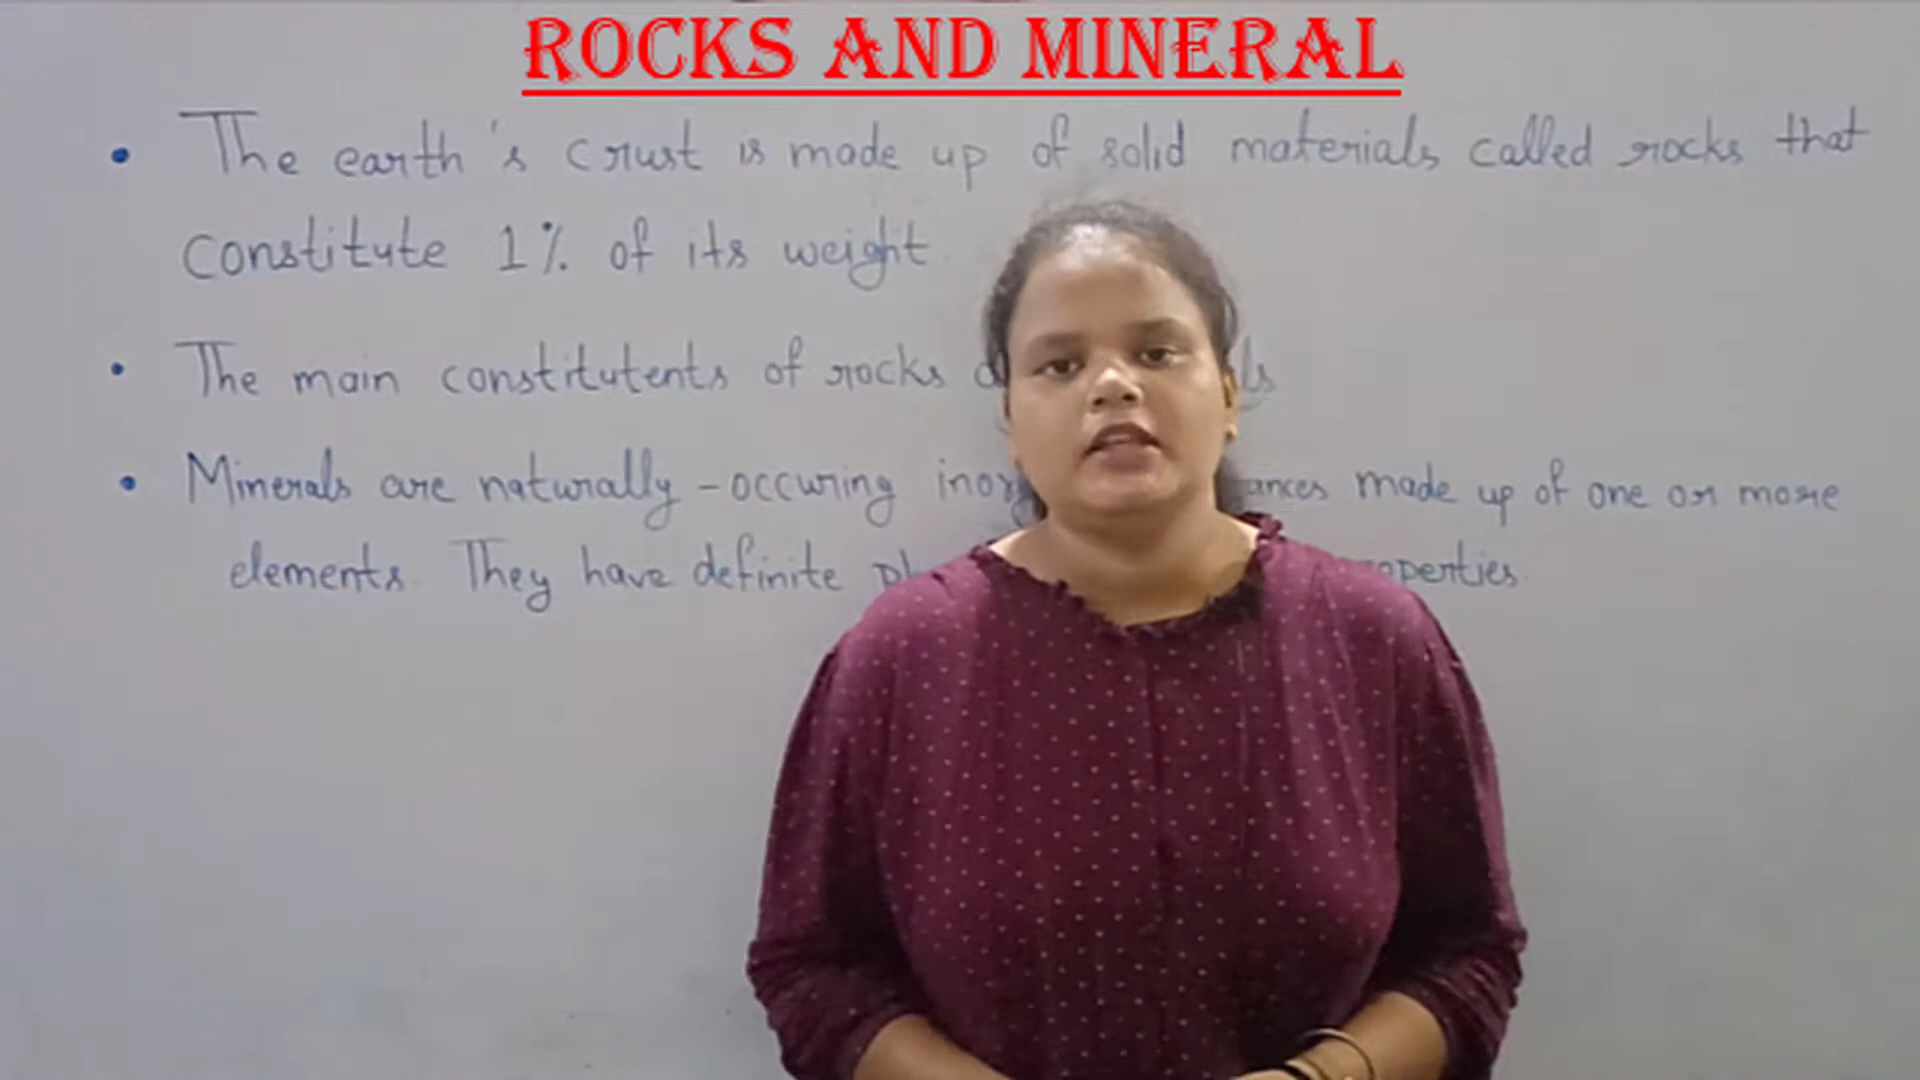 ROCKS AND MINERAL
• The earth's crust is made up of solid materials called rocks that
constitute 1% of its weight
• The main constitutents of rocks
• Minerals are naturally-occuring made up of one or more
elements. They have definite